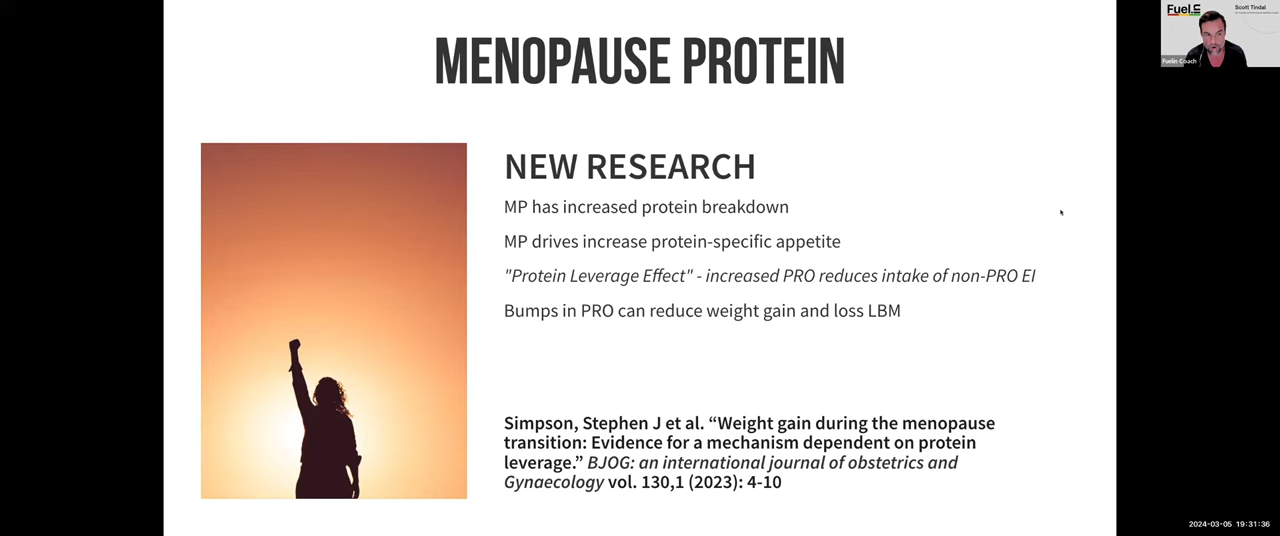 MENOPAUSE PROTEIN
NEW RESEARCH
MP has increased protein breakdown
MP drives increase protein-specific appetite
"Protein Leverage Effect" - increased PRO reduces intake of non-PRO EI
Bumps in PRO can reduce weight gain and loss LBM
Simpson, Stephen J et al. “Weight gain during the menopause
transition: Evidence for a mechanism dependent on protein
leverage.” BJOG: an international journal of obstetrics and
Gynaecology vol. 130,1 (2023): 4-10
Fuel.in
Scott Tindal
Fuelin Coach
2024-03-05 19:31:36